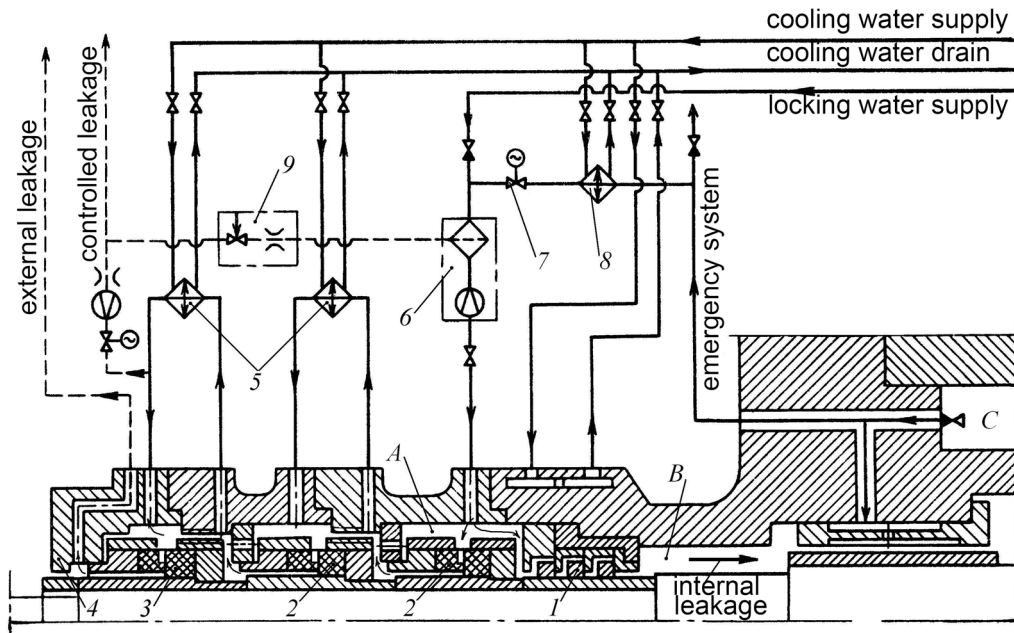 cooling water supply
cooling water drain
locking water supply
external leakage
controlled leakage
9
7
8
6
5
emergency system
C
A
B
internal
leakage
4
3
2
2
1